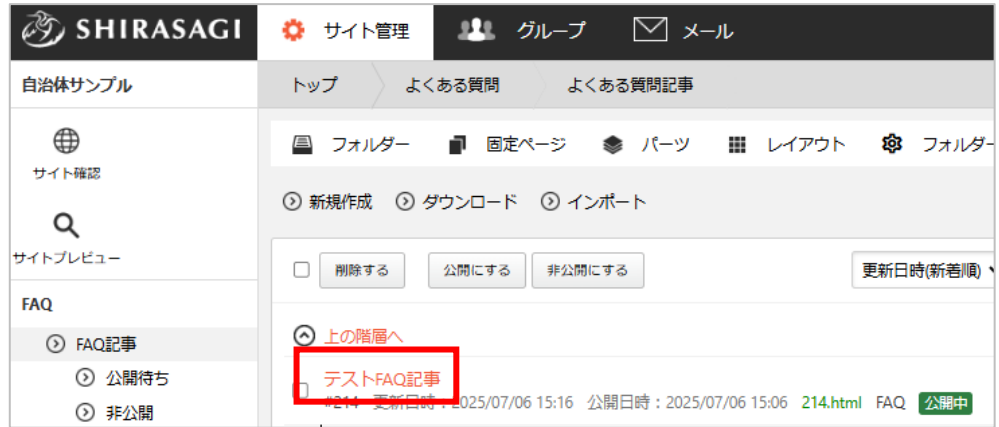 SHIRASAGI サイト管理 グループ メール
自治体サンプル トップ よくある質問 よくある質問記事
サイト確認
フォルダー 固定ページ パーツ レイアウト フォルダー
新規作成 ダウンロード インポート
サイトプレビュー
削除する 公開にする 非公開にする 更新日時(新着順)
FAQ
FAQ記事
上の階層へ
公開待ち
テストFAQ記事
非公開
#214 更新日時:2025/07/06 15:16 公開日時:2025/07/06 15:06 214.html FAQ 公開中